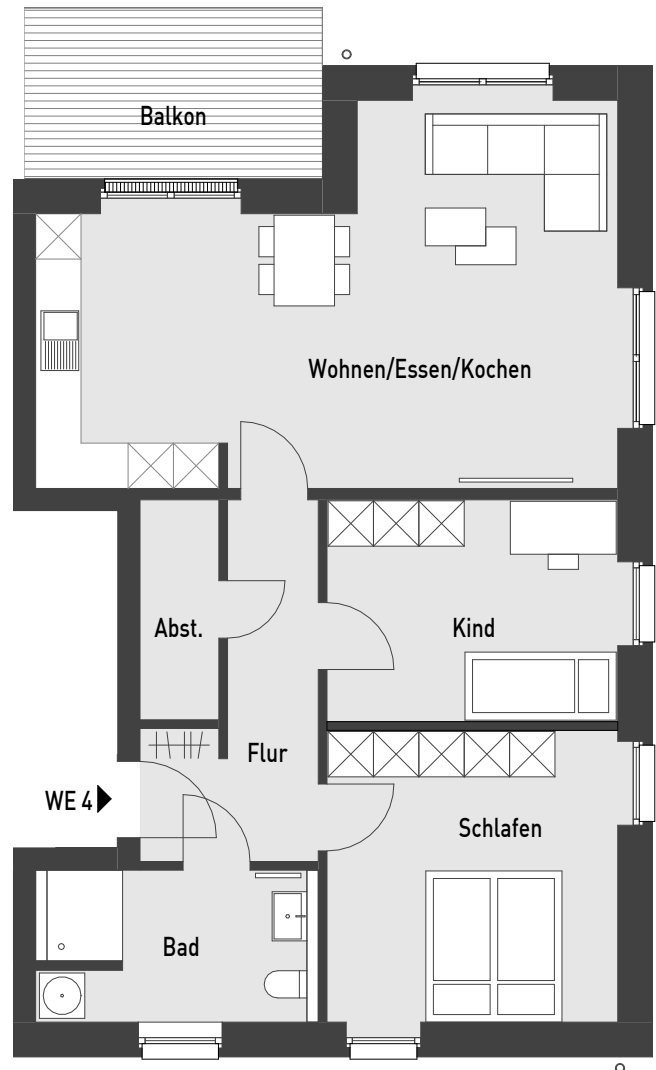 Balkon
Wohnen/Essen/Kochen
Abst.
Kind
Flur
WE 4
Schlafen
Bad